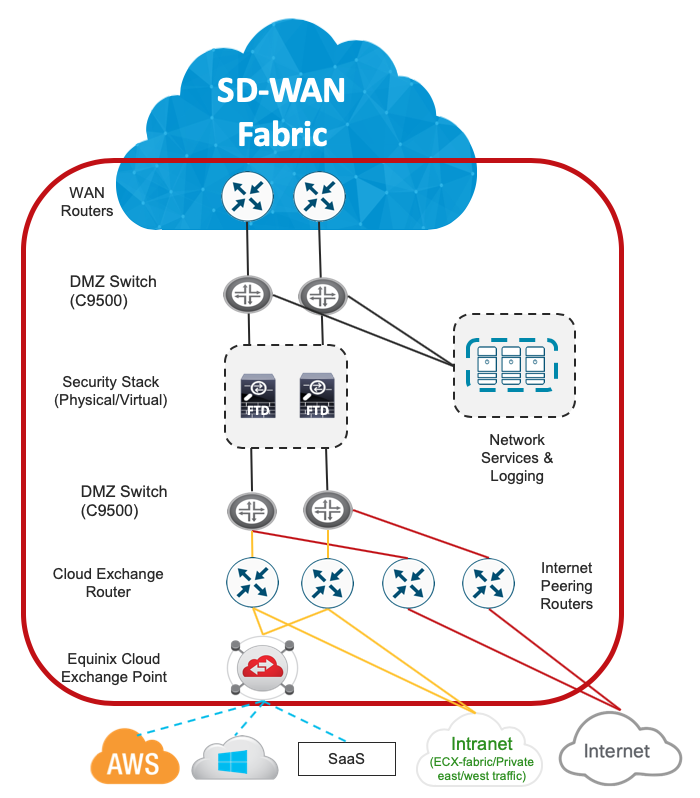 SD-WAN
Fabric
WAN
Routers
DMZ Switch
(C9500)
Security Stack
(Physical/Virtual)
FTD
FTD
Network
Services &
Logging
DMZ Switch
(C9500)
Cloud Exchange
Router
Internet
Peering
Routers
Equinix Cloud
Exchange Point
AWS
SaaS
Intranet
(ECX-fabric/Private
east/west traffic)
Internet